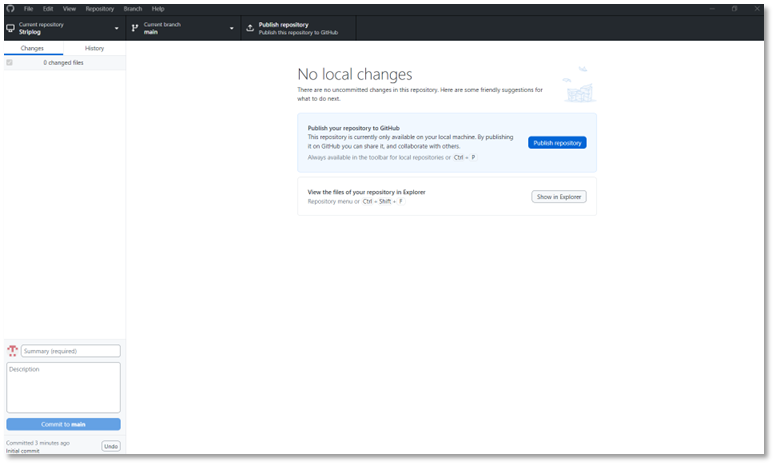 File Edit View Repository Branch Help
Current repository
Striplog
Current branch
main
Publish repository
Publish this repository to GitHub
Changes History
0 changed files
No local changes
There are no uncommitted changes in this repository. Here are some friendly suggestions for
what to do next.
Publish your repository to GitHub
This repository is currently only available on your local machine. By publishing
it on GitHub you can share it, and collaborate with others.
Always available in the toolbar for local repositories or Ctrl + P
Publish repository
View the files of your repository in Explorer
Repository menu or Ctrl + Shift + F
Show in Explorer
Summary (required)
Description
Commit to main
Committed 3 minutes ago
Initial commit
Undo